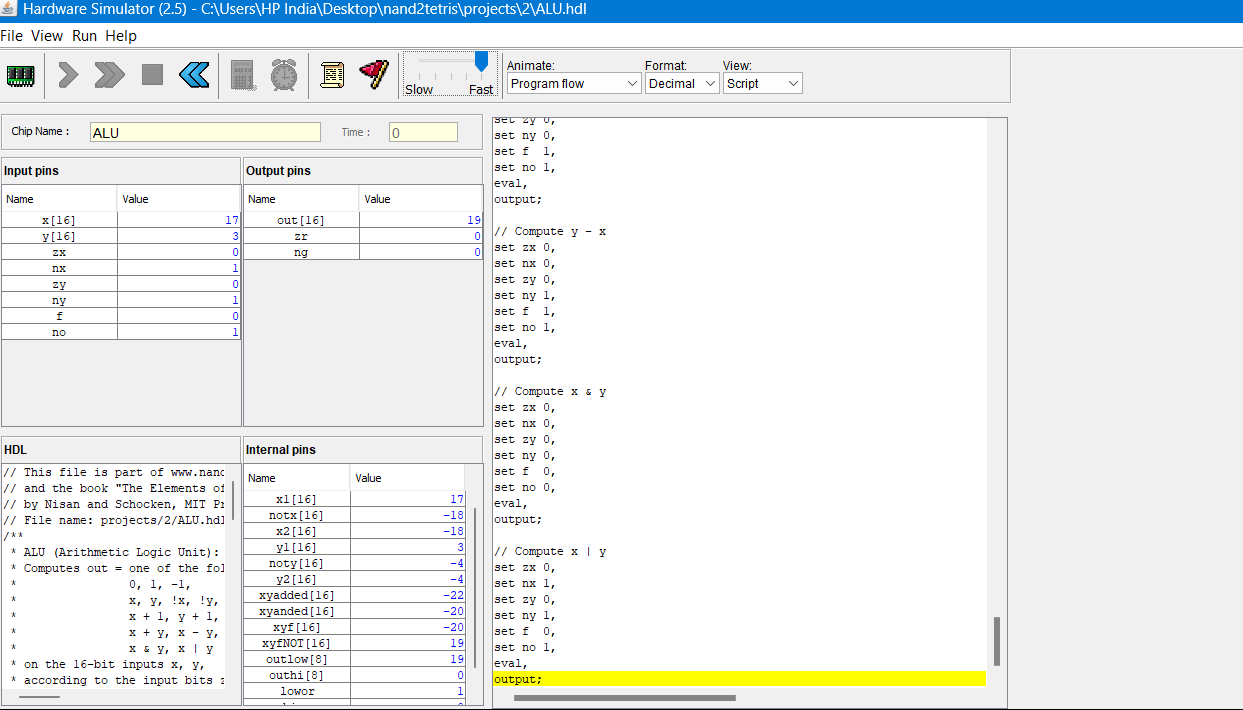 Hardware Simulator (2.5) - C:\Users\HP India\Desktop\nand2tetris\projects\2\ALU.hdl
File View Run Help
Slow Fast
Animate:
Program flow
Format:
Decimal
View:
Script
Chip Name :
ALU
Time :
0
Input pins
Name Value
x[16] 17
y[16] 3
zx 0
nx 1
zy 0
ny 1
f 0
no 1
Output pins
Name Value
out[16] 19
zr 0
ng 0
HDL
// This file is part of www.nand
// and the book "The Elements of
// by Nisan and Schocken, MIT Pr
// File name: projects/2/ALU.hdl
/**
* ALU (Arithmetic Logic Unit):
* Computes out = one of the fol
* 0, 1, -1,
* x, y, !x, !y,
* x + 1, y + 1,
* x + y, x - y,
* x & y, x | y
* on the 16-bit inputs x, y,
* according to the input bits
Internal pins
Name Value
x1[16] 17
notx[16] -18
x2[16] -18
y1[16] 3
noty[16] -4
y2[16] -4
xyadded[16] -22
xyanded[16] -20
xyf[16] -20
xyfNOT[16] 19
outlow[8] 19
outhi[8] 0
lowor 1
set zy 0,
set ny 0,
set f 1,
set no 1,
eval,
output;
// Compute y - x
set zx 0,
set nx 0,
set zy 0,
set ny 1,
set f 1,
set no 1,
eval,
output;
// Compute x & y
set zx 0,
set nx 0,
set zy 0,
set ny 0,
set f 0,
set no 0,
eval,
output;
// Compute x | y
set zx 0,
set nx 1,
set zy 0,
set ny 1,
set f 0,
set no 1,
eval,
output;